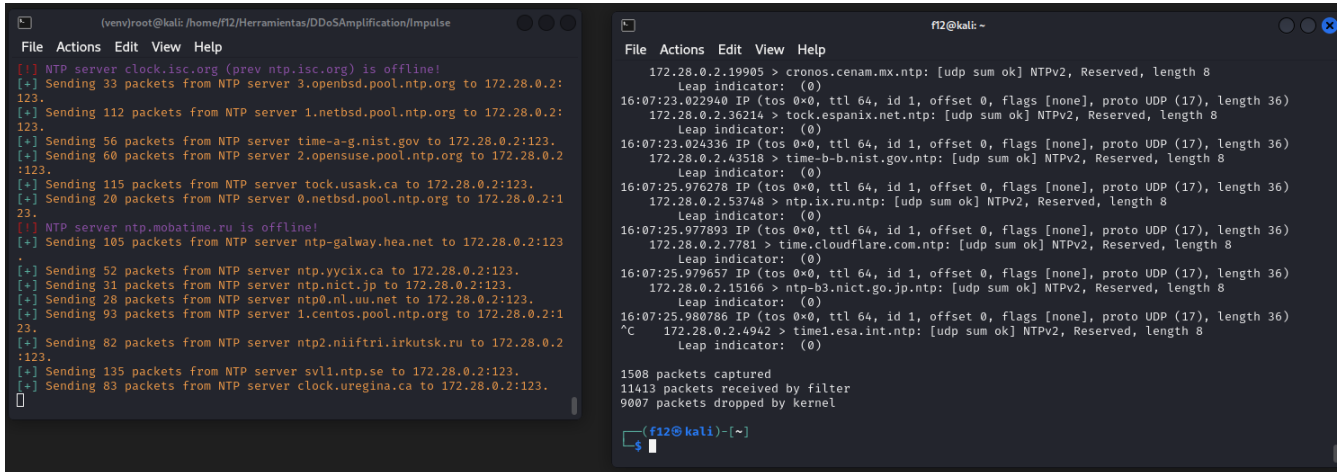 (venv)root@kali: /home/f12/Herramientas/DDoSAmplification/Impulse
File Actions Edit View Help
[!] NTP server clock.isc.org (prev ntp.isc.org) is offline!
[+] Sending 33 packets from NTP server 3.openbsd.pool.ntp.org to 172.28.0.2:
123.
[+] Sending 112 packets from NTP server 1.netbsd.pool.ntp.org to 172.28.0.2:
123.
[+] Sending 56 packets from NTP server time-a-g.nist.gov to 172.28.0.2:123.
[+] Sending 60 packets from NTP server 2.opensuse.pool.ntp.org to 172.28.0.2
:123.
[+] Sending 115 packets from NTP server tock.usask.ca to 172.28.0.2:123.
[+] Sending 20 packets from NTP server 0.netbsd.pool.ntp.org to 172.28.0.2:1
23.
[!] NTP server ntp.mobatime.ru is offline!
[+] Sending 105 packets from NTP server ntp-galway.hea.net to 172.28.0.2:123
.
[+] Sending 52 packets from NTP server ntp.yycix.ca to 172.28.0.2:123.
[+] Sending 31 packets from NTP server ntp.nict.jp to 172.28.0.2:123.
[+] Sending 28 packets from NTP server ntp0.nl.uu.net to 172.28.0.2:123.
[+] Sending 93 packets from NTP server 1.centos.pool.ntp.org to 172.28.0.2:1
23.
[+] Sending 82 packets from NTP server ntp2.niiftri.irkutsk.ru to 172.28.0.2
:123.
[+] Sending 135 packets from NTP server svl1.ntp.se to 172.28.0.2:123.
[+] Sending 83 packets from NTP server clock.uregina.ca to 172.28.0.2:123.
f12@kali: ~
File Actions Edit View Help
172.28.0.2.19905 > cronos.cenam.mx.ntp: [udp sum ok] NTPv2, Reserved, length 8
Leap indicator: (0)
16:07:23.022940 IP (tos 0×0, ttl 64, id 1, offset 0, flags [none], proto UDP (17), length 36)
172.28.0.2.36214 > tock.espanix.net.ntp: [udp sum ok] NTPv2, Reserved, length 8
Leap indicator: (0)
16:07:23.024336 IP (tos 0×0, ttl 64, id 1, offset 0, flags [none], proto UDP (17), length 36)
172.28.0.2.43518 > time-b-b.nist.gov.ntp: [udp sum ok] NTPv2, Reserved, length 8
Leap indicator: (0)
16:07:25.976278 IP (tos 0×0, ttl 64, id 1, offset 0, flags [none], proto UDP (17), length 36)
172.28.0.2.53748 > ntp.ix.ru.ntp: [udp sum ok] NTPv2, Reserved, length 8
Leap indicator: (0)
16:07:25.977893 IP (tos 0×0, ttl 64, id 1, offset 0, flags [none], proto UDP (17), length 36)
172.28.0.2.7781 > time.cloudflare.com.ntp: [udp sum ok] NTPv2, Reserved, length 8
Leap indicator: (0)
16:07:25.979657 IP (tos 0×0, ttl 64, id 1, offset 0, flags [none], proto UDP (17), length 36)
172.28.0.2.15166 > ntp-b3.nict.go.jp.ntp: [udp sum ok] NTPv2, Reserved, length 8
Leap indicator: (0)
16:07:25.980786 IP (tos 0×0, ttl 64, id 1, offset 0, flags [none], proto UDP (17), length 36)
^C 172.28.0.2.4942 > time1.esa.int.ntp: [udp sum ok] NTPv2, Reserved, length 8
Leap indicator: (0)
1508 packets captured
11413 packets received by filter
9007 packets dropped by kernel
┌──(f12㉿kali)-[~]
└─$